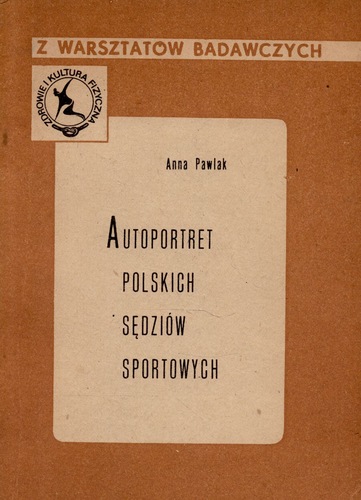 Z WARSZTATÓW BADAWCZYCH
ZDROWIE I KULTURA FIZYCZNA
Anna Pawlak
AUTOPORTRET
POLSKICH
SĘDZIÓW
SPORTOWYCH